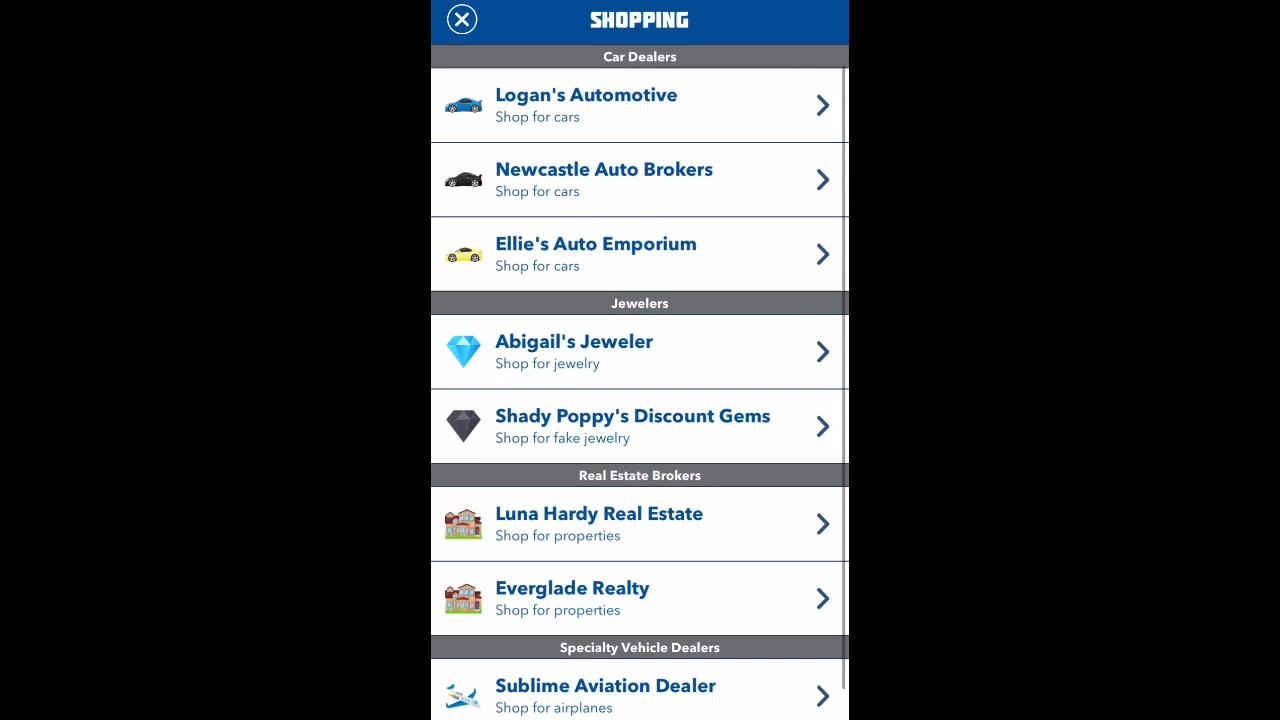 SHOPPING
Car Dealers
Logan's Automotive
Shop for cars
Newcastle Auto Brokers
Shop for cars
Ellie's Auto Emporium
Shop for cars
Jewelers
Abigail's Jeweler
Shop for jewelry
Shady Poppy's Discount Gems
Shop for fake jewelry
Real Estate Brokers
Luna Hardy Real Estate
Shop for properties
Everglade Realty
Shop for properties
Specialty Vehicle Dealers
Sublime Aviation Dealer
Shop for airplanes